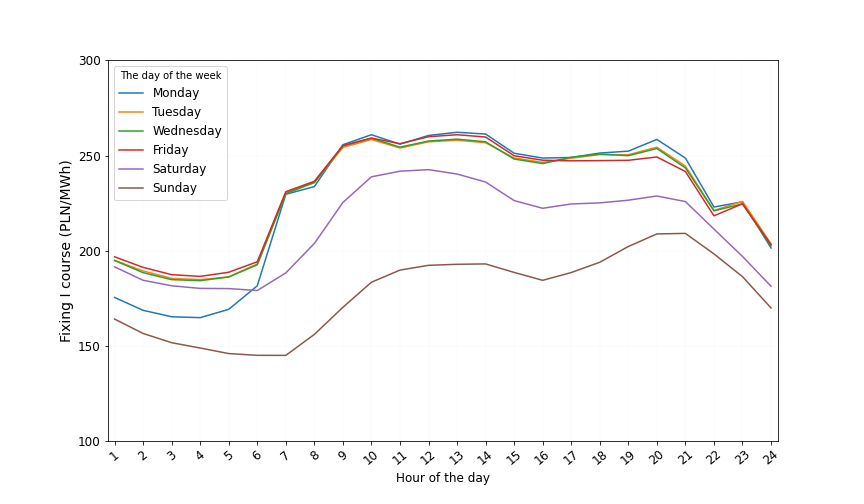 300
250
200
150
100
Fixing I course (PLN/MWh)
The day of the week
Monday
Tuesday
Wednesday
Friday
Saturday
Sunday
1 2 3 4 5 6 7 8 9 10 11 12 13 14 15 16 17 18 19 20 21 22 23 24
Hour of the day